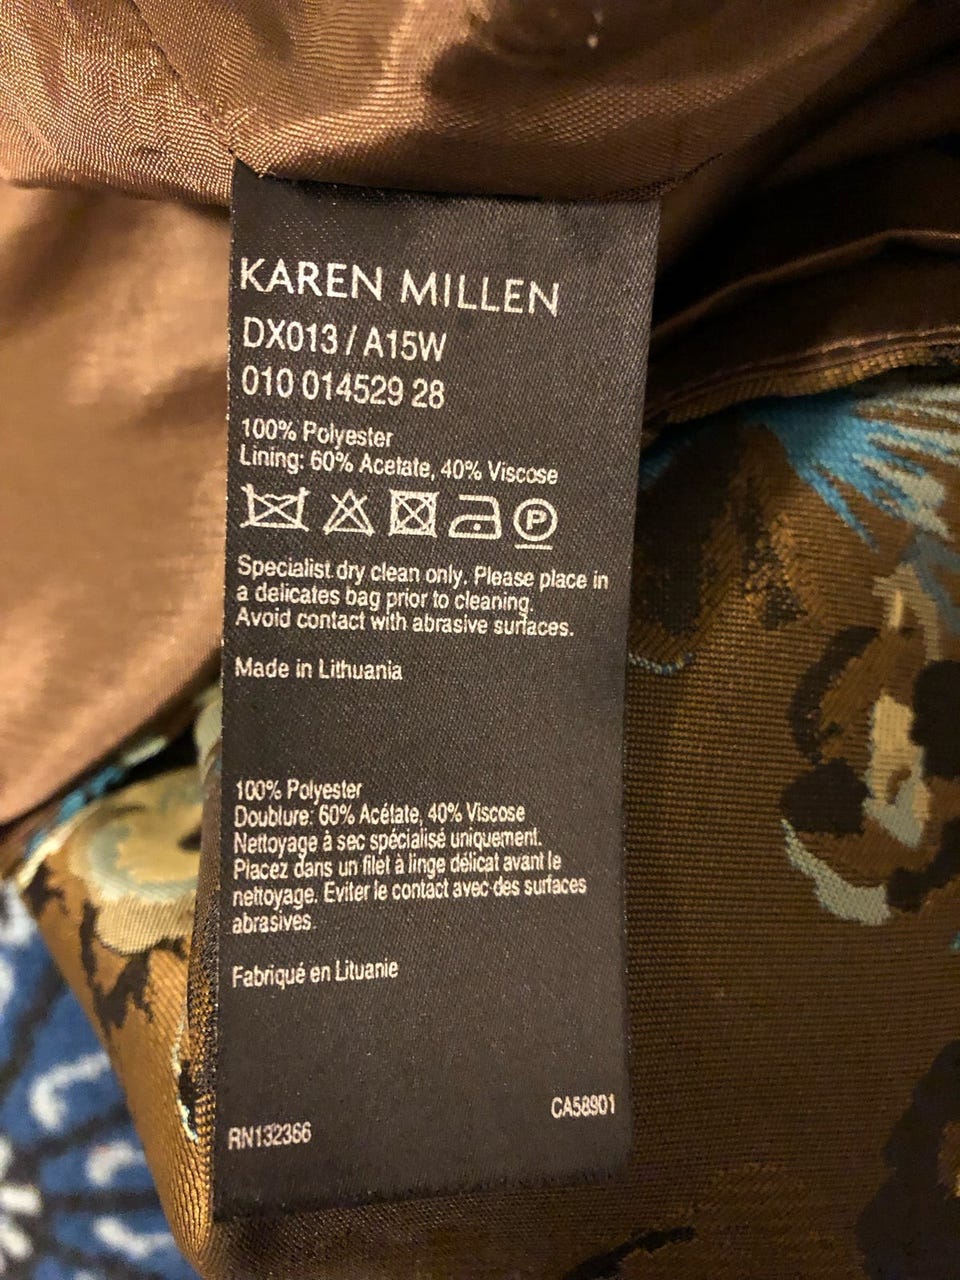 KAREN MILLEN
DX013 / A15W
010 014529 28
100% Polyester
Lining: 60% Acetate, 40% Viscose
P
Specialist dry clean only. Please place in
a delicates bag prior to cleaning.
Avoid contact with abrasive surfaces.
Made in Lithuania
100% Polyester
Doublure: 60% Acétate, 40% Viscose
Nettoyage à sec spécialisé uniquement.
Placez dans un filet à linge délicat avant le
nettoyage. Eviter le contact avec des surfaces
abrasives.
Fabriqué en Lituanie
CA58901
RN132366